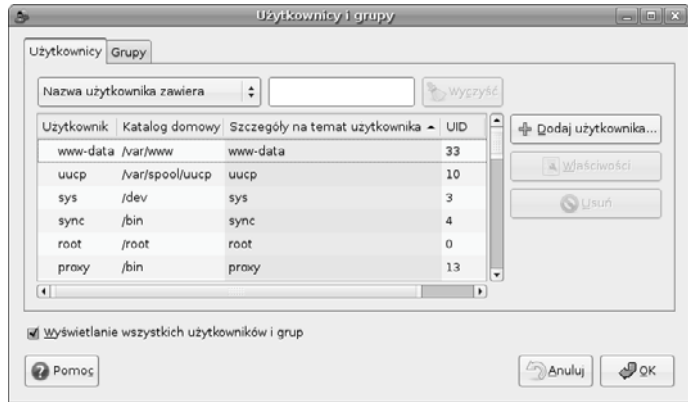 Użytkownicy i grupy
Użytkownicy Grupy
Nazwa użytkownika zawiera Wyczyść
Użytkownik Katalog domowy Szczegóły na temat użytkownika UID
www-data /var/www www-data 33
uucp /var/spool/uucp uucp 10
sys /dev sys 3
sync /bin sync 4
root /root root 0
proxy /bin proxy 13
Dodaj użytkownika...
Właściwości
Usuń
Wyświetlanie wszystkich użytkowników i grup
Pomoc Anuluj OK